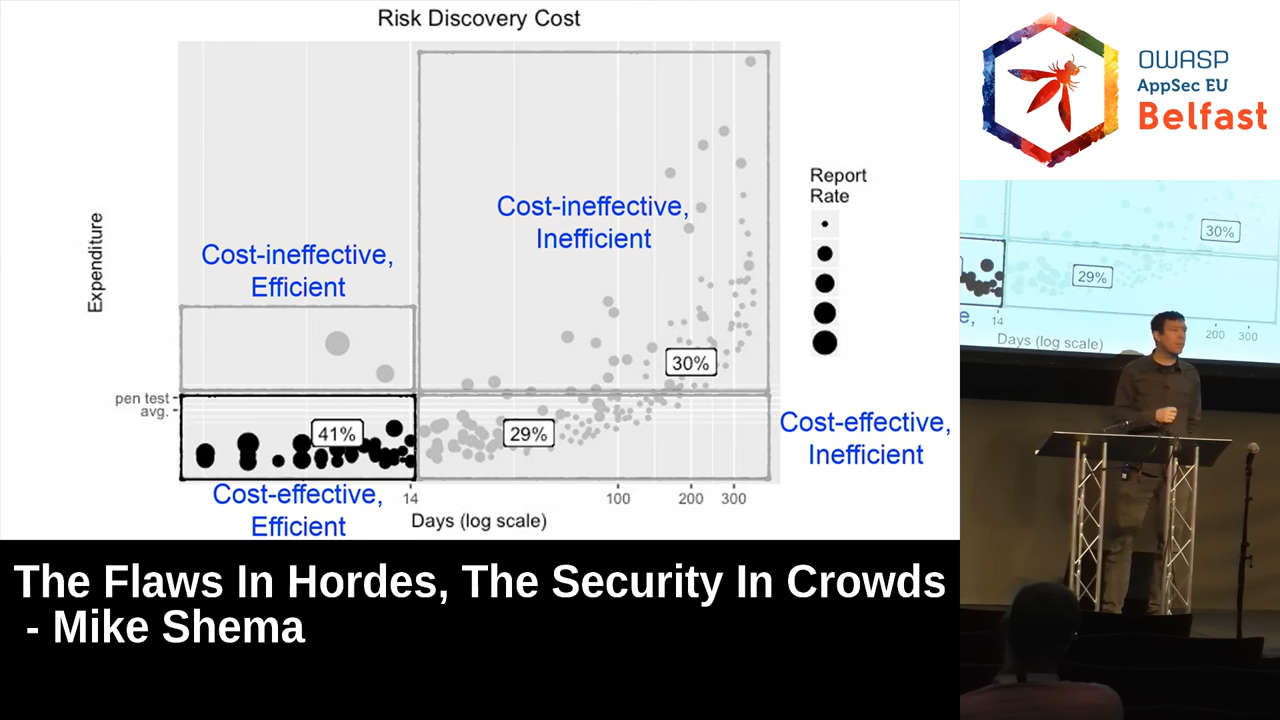 Risk Discovery Cost
Expenditure
Cost-ineffective,
Efficient
Cost-ineffective,
Inefficient
30%
pen test
avg.
41%
29%
Cost-effective,
Inefficient
Cost-effective,
Efficient
14
100
200
300
Days (log scale)
Report
Rate
OWASP
AppSec EU
Belfast
30%
29%
e,
14
200
300
Days (log scale)
The Flaws In Hordes, The Security In Crowds
- Mike Shema